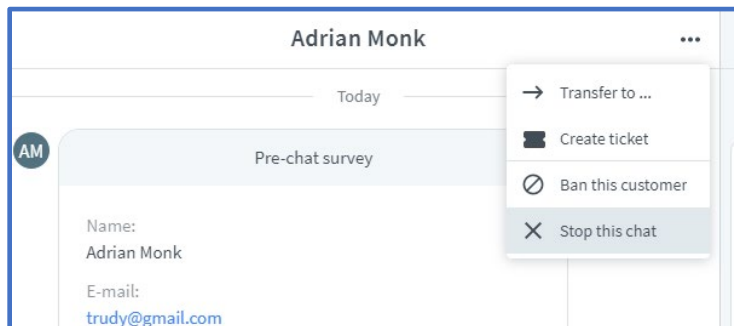 Adrian Monk
Today
Transfer to ...
Create ticket
Ban this customer
Stop this chat
AM
Pre-chat survey
Name:
Adrian Monk
E-mail:
trudy@gmail.com